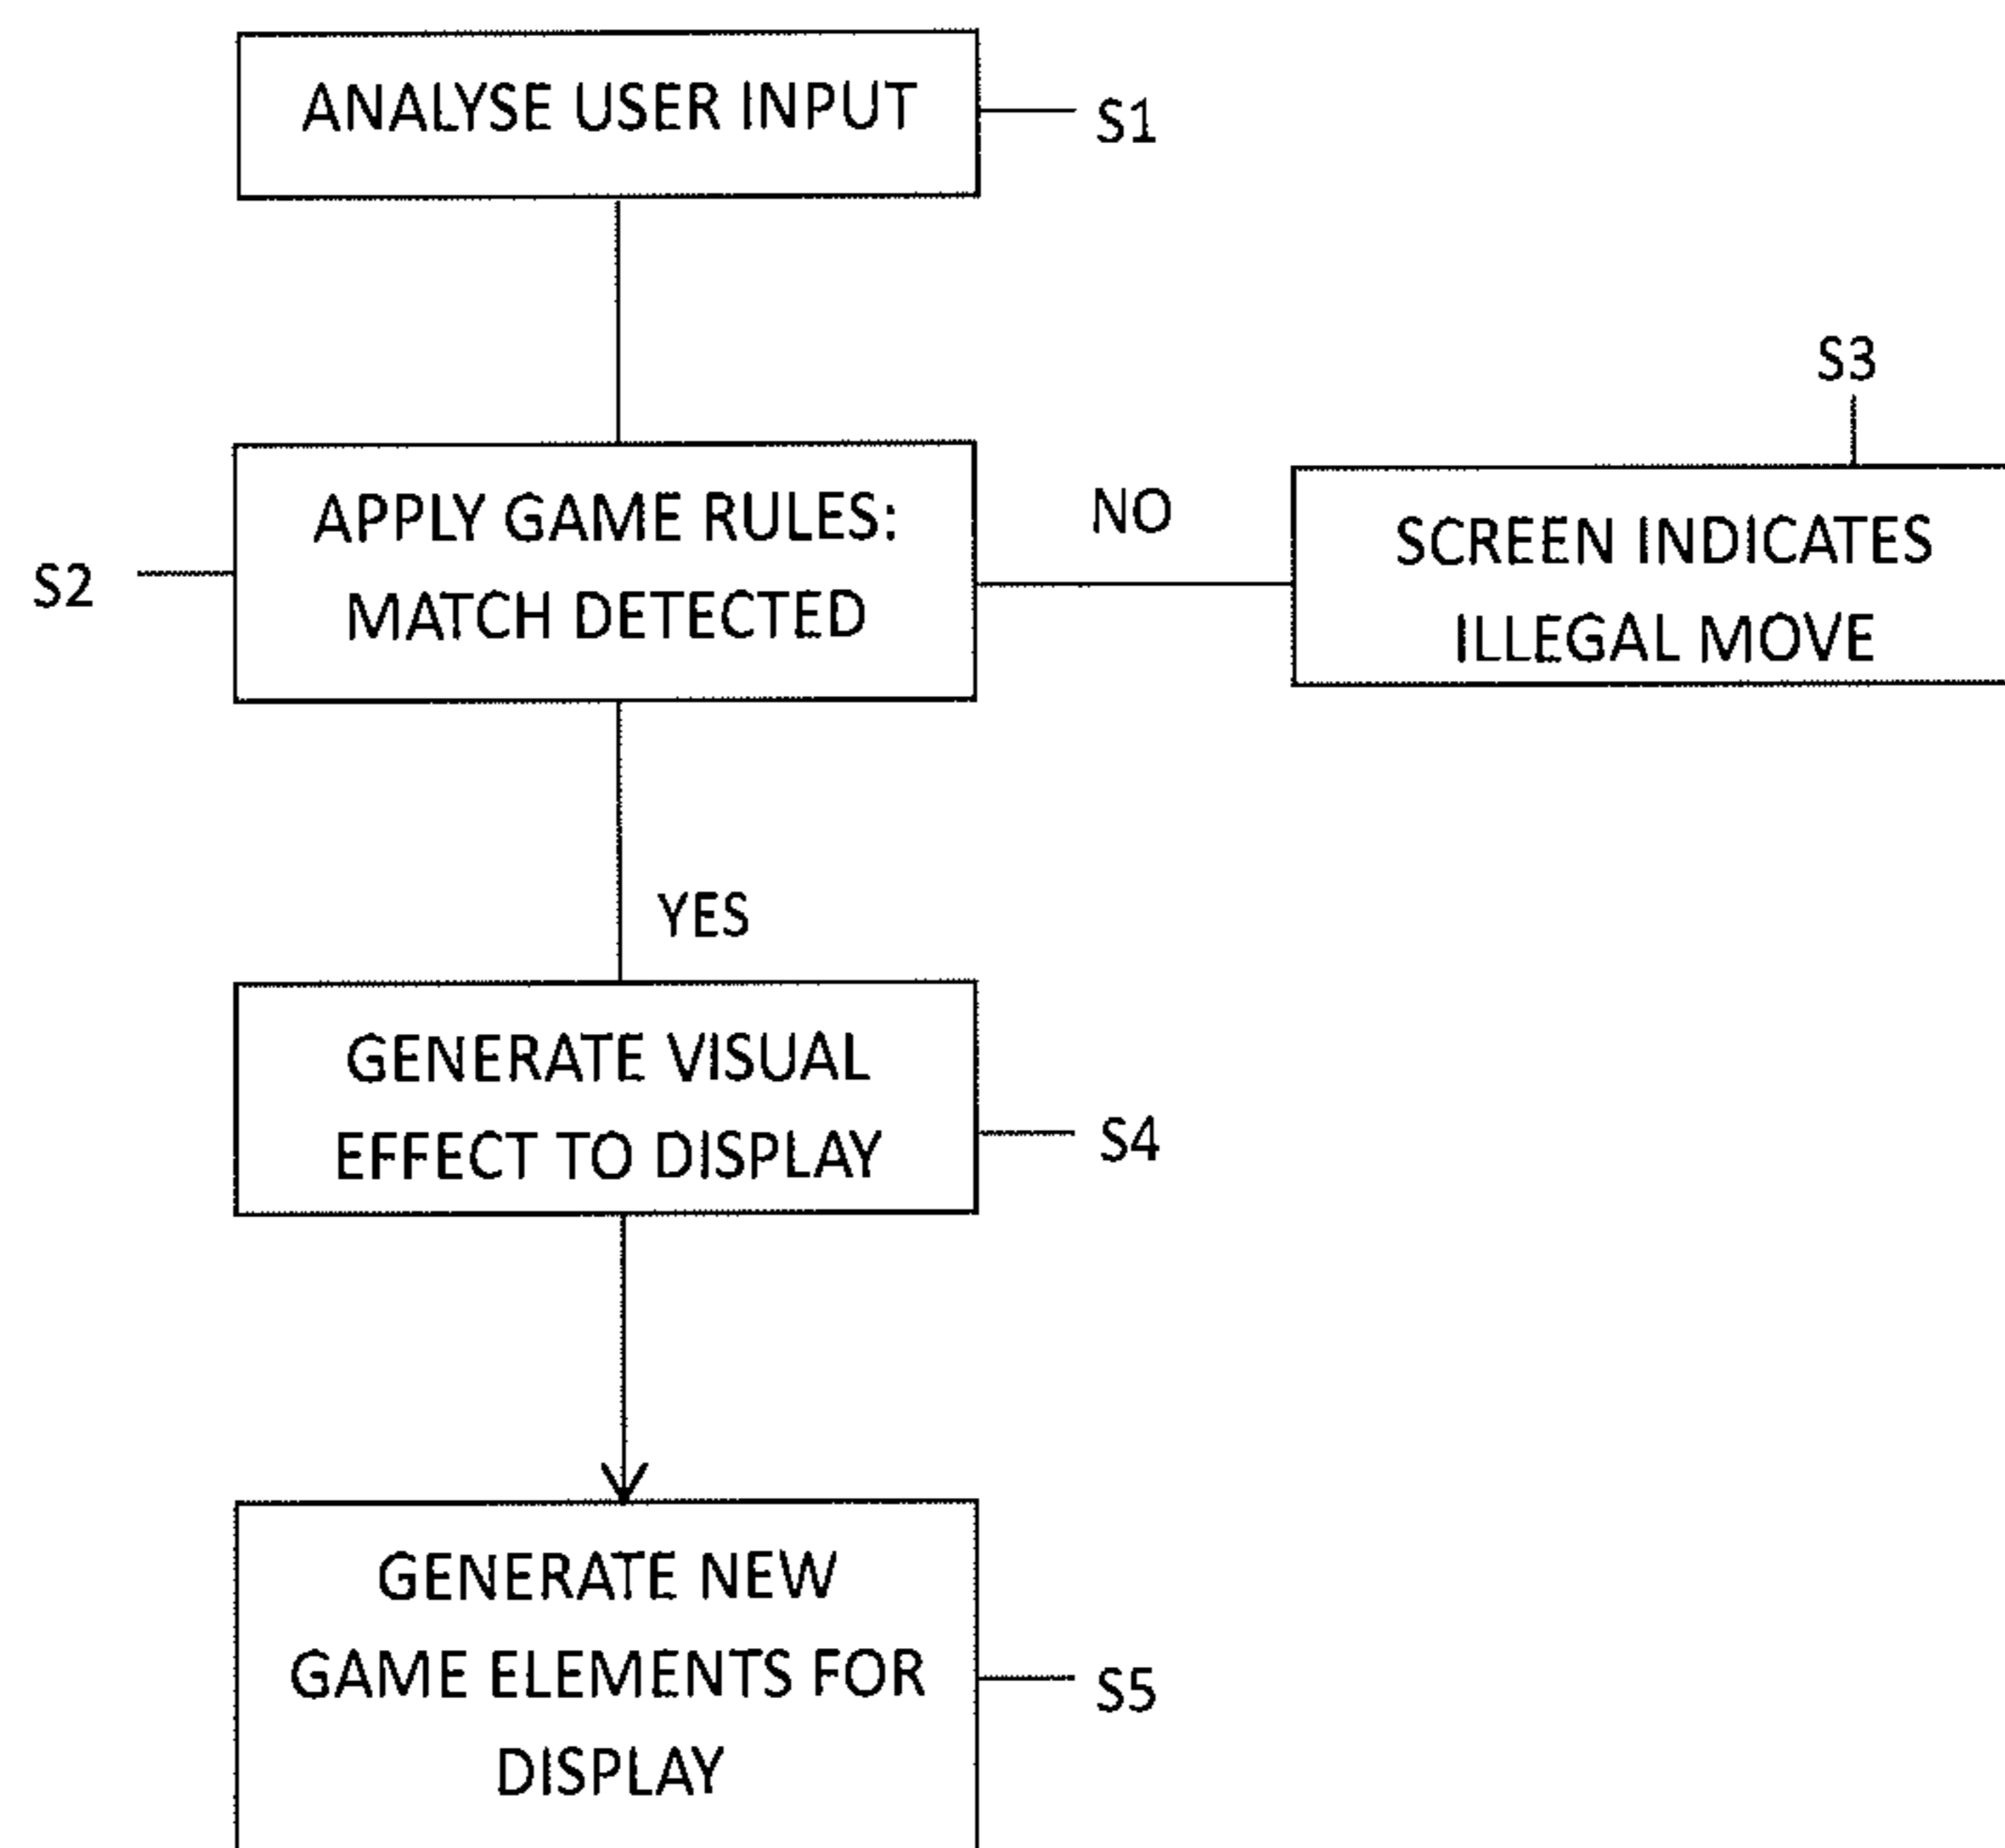 ANALYSE USER INPUT
S1
S3
APPLY GAME RULES:
MATCH DETECTED
S2
NO
SCREEN INDICATES
ILLEGAL MOVE
YES
GENERATE VISUAL
EFFECT TO DISPLAY
S4
GENERATE NEW
GAME ELEMENTS FOR
DISPLAY
S5